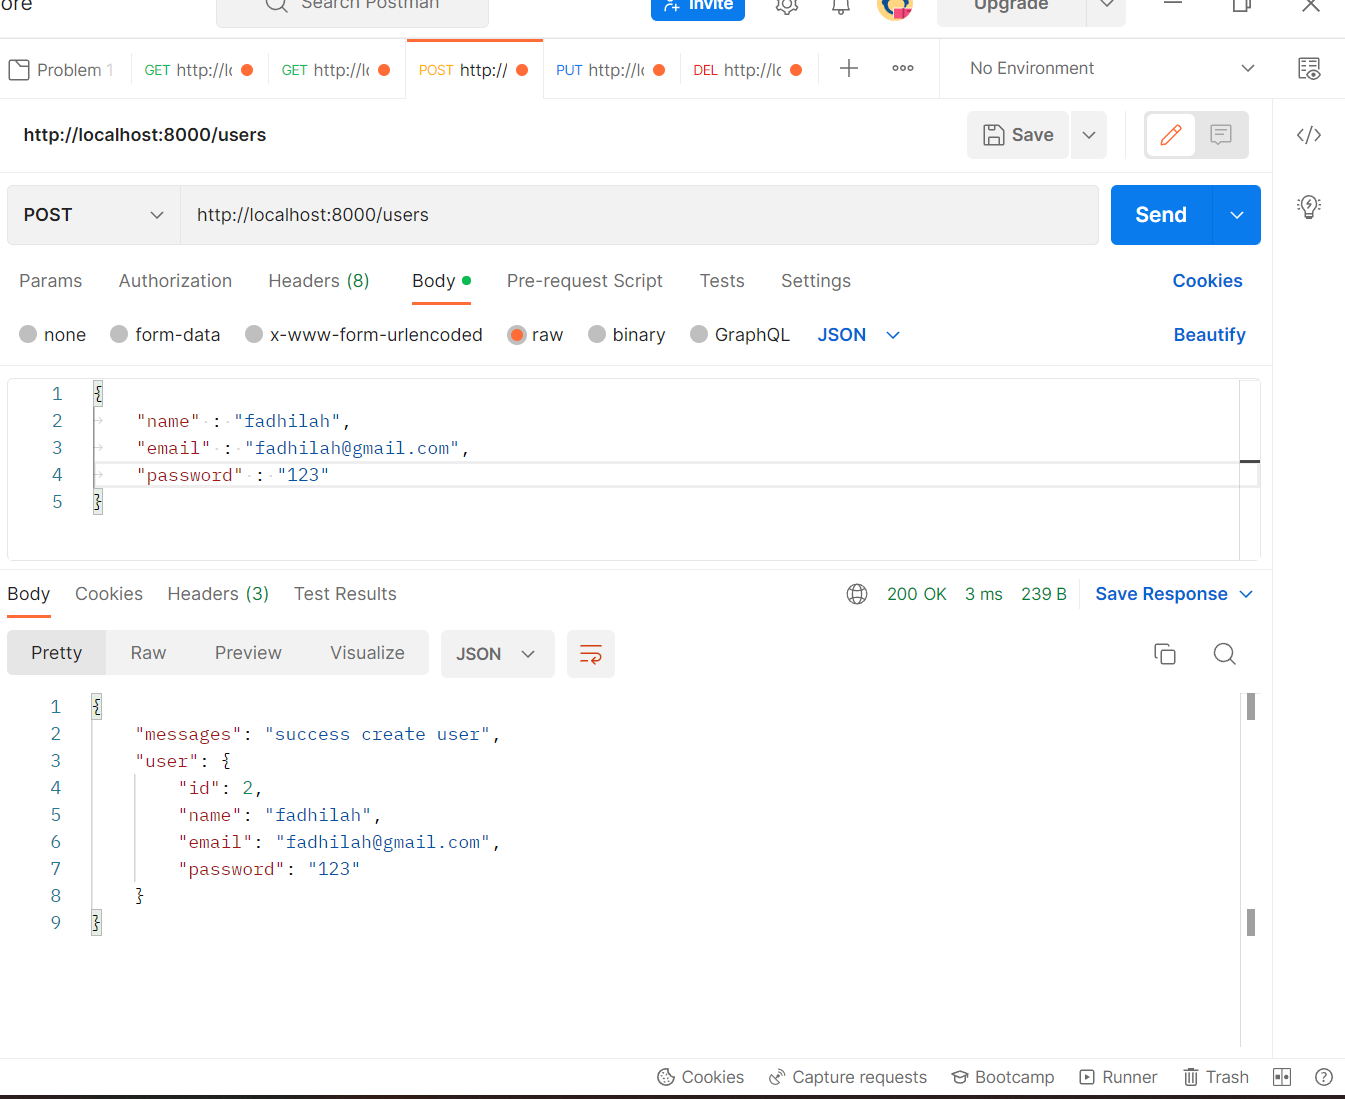 ore Search Postman Invite Upgrade
Problem 1 GET http://lo GET http://lo POST http:// PUT http://lo DEL http://lo No Environment
http://localhost:8000/users Save
POST http://localhost:8000/users Send
Params Authorization Headers (8) Body Pre-request Script Tests Settings Cookies
none form-data x-www-form-urlencoded raw binary GraphQL JSON Beautify
1 {
2 "name" : "fadhilah",
3 "email" : "fadhilah@gmail.com",
4 "password" : "123"
5 }
Body Cookies Headers (3) Test Results 200 OK 3 ms 239 B Save Response
Pretty Raw Preview Visualize JSON
1 {
2 "messages": "success create user",
3 "user": {
4 "id": 2,
5 "name": "fadhilah",
6 "email": "fadhilah@gmail.com",
7 "password": "123"
8 }
9 }
Cookies Capture requests Bootcamp Runner Trash